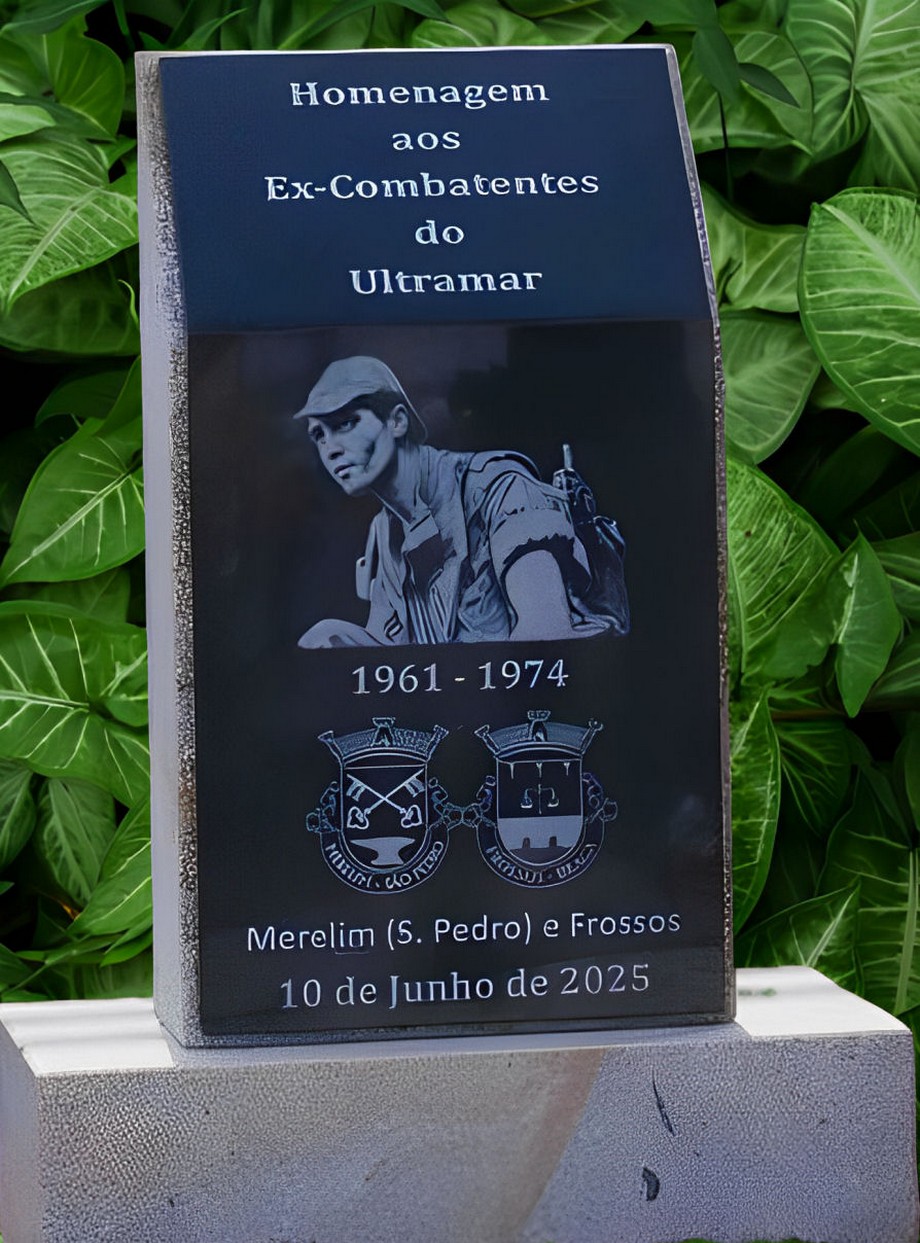 Homenagem
aos
Ex-Combatentes
do
Ultramar
1961 - 1974
Merelim (S. Pedro) e Frossos
10 de Junho de 2025